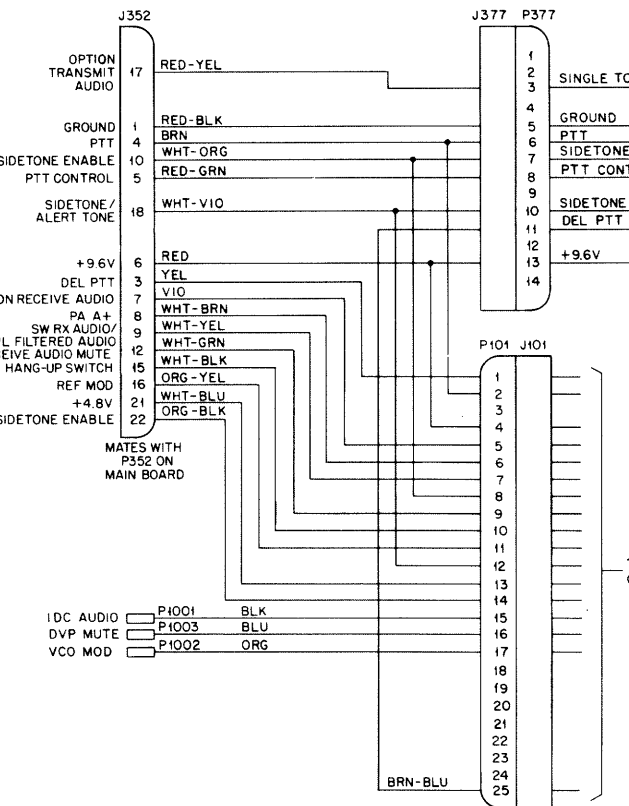 J352
J377 P377
OPTION
TRANSMIT
AUDIO
17 RED-YEL
GROUND 1 RED-BLK
PTT 4 BRN
SIDETONE ENABLE 10 WHT-ORG
PTT CONTROL 5 RED-GRN
SIDETONE/
ALERT TONE
18 WHT-VIO
+9.6V 6 RED
DEL PTT 3 YEL
ON RECEIVE AUDIO 7 VIO
PA A+ 8 WHT-BRN
SW RX AUDIO/
PL FILTERED AUDIO
9 WHT-YEL
CEIVE AUDIO MUTE 12 WHT-GRN
HANG-UP SWITCH 15 WHT-BLK
REF MOD 16 ORG-YEL
+4.8V 21 WHT-BLU
SIDETONE ENABLE 22 ORG-BLK
MATES WITH
P352 ON
MAIN BOARD
1
2
3 SINGLE TO
4
5 GROUND
6 PTT
7 SIDETONE
8 PTT CONT
9
10 SIDETONE
11 DEL PTT
12
13 +9.6V
14
P101 J101
1
2
3
4
5
6
7
8
9
10
11
12
13
14
IDC AUDIO P1001 BLK 15
DVP MUTE P1003 BLU 16
VCO MOD P1002 ORG 17
18
19
20
21
22
23
24
BRN-BLU 25